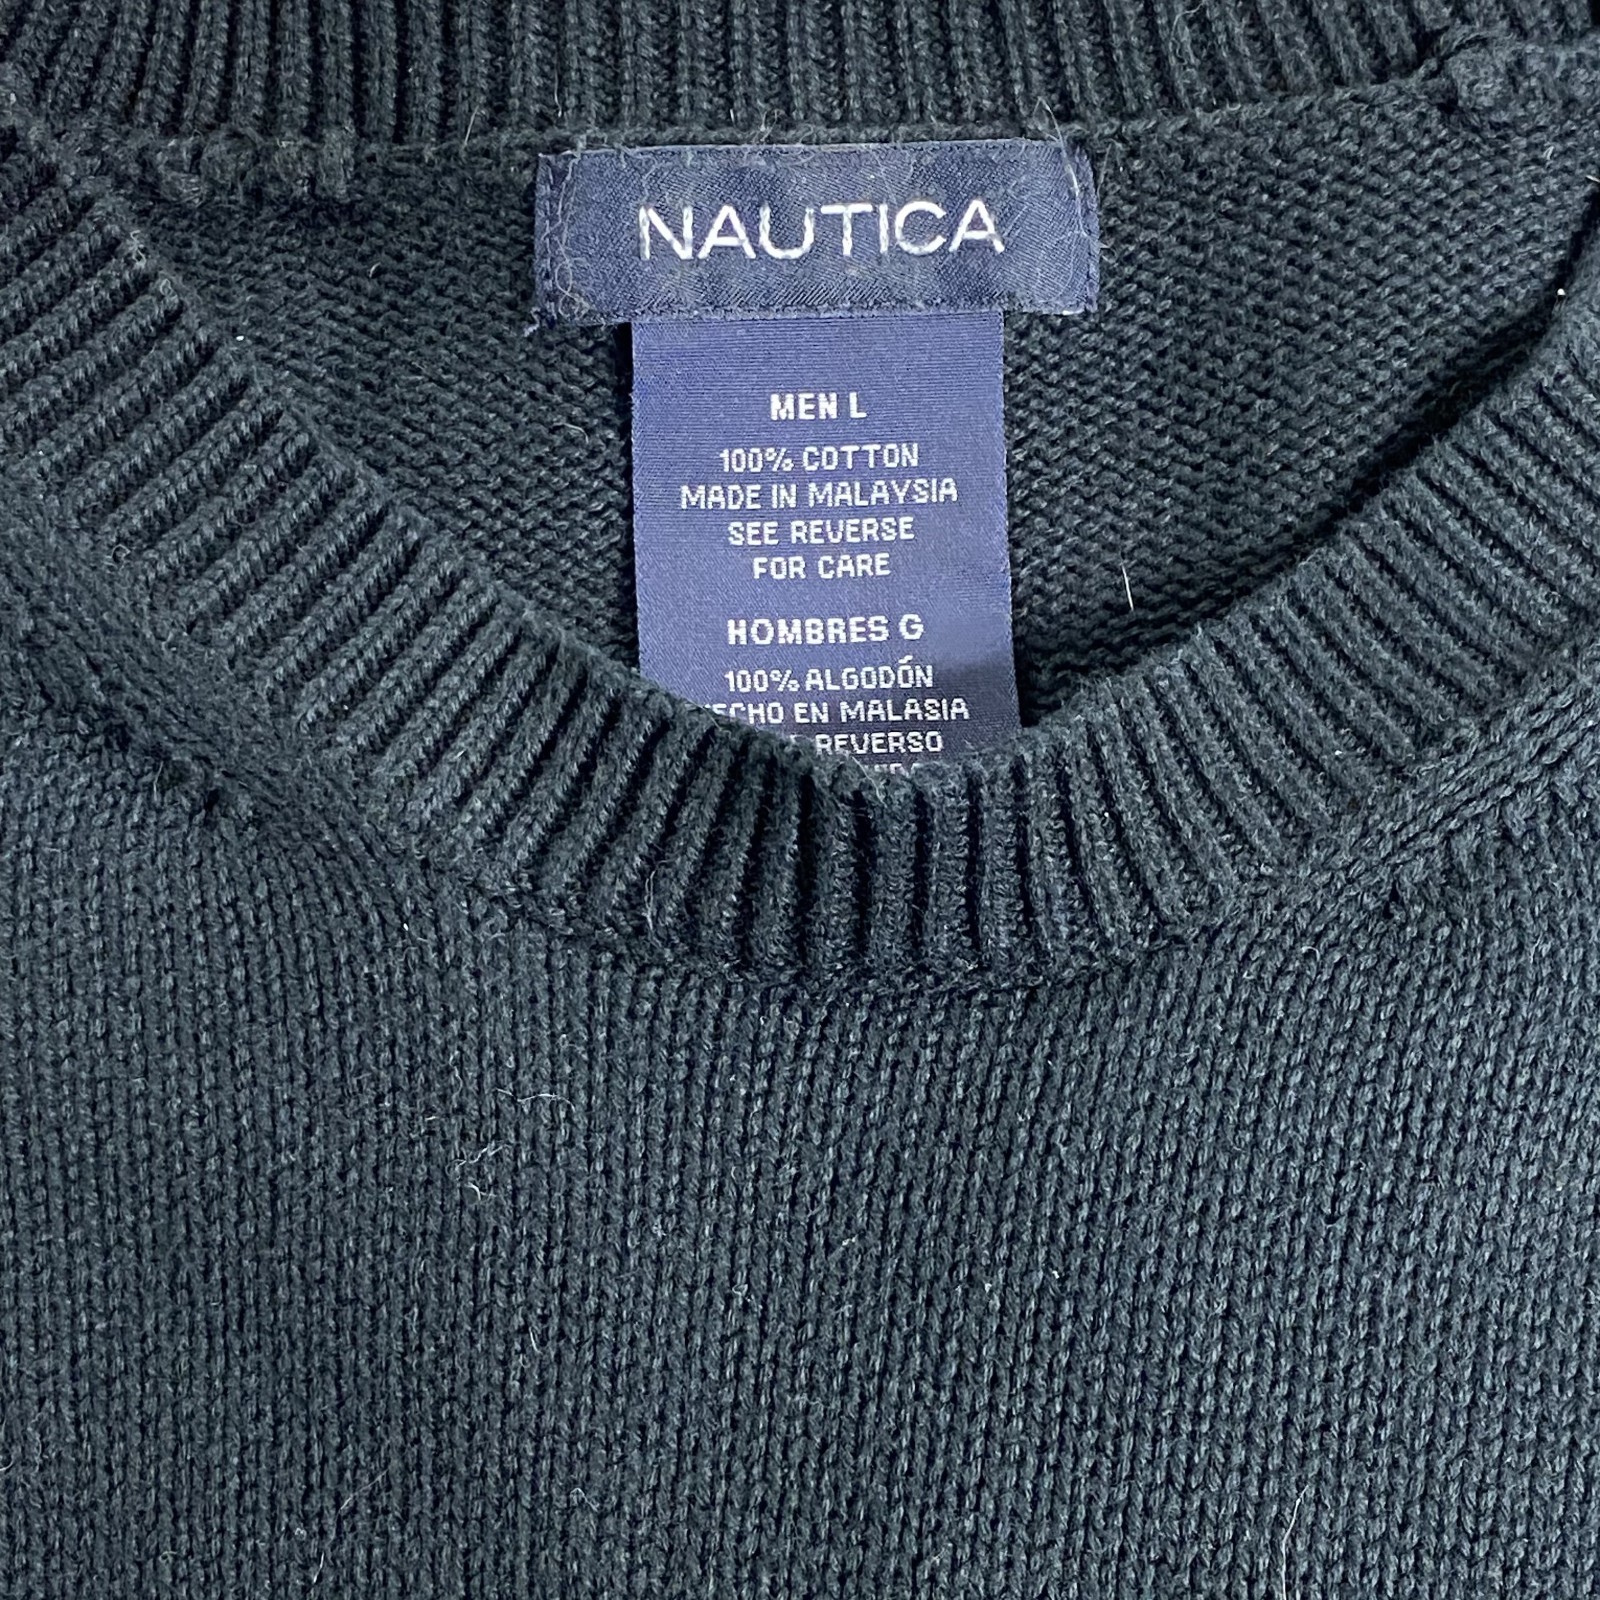 NAUTICA
MEN L
100% COTTON
MADE IN MALAYSIA
SEE REVERSE
FOR CARE
HOMBRES G
100% ALGODÓN
EN MALASIA
REVERSO